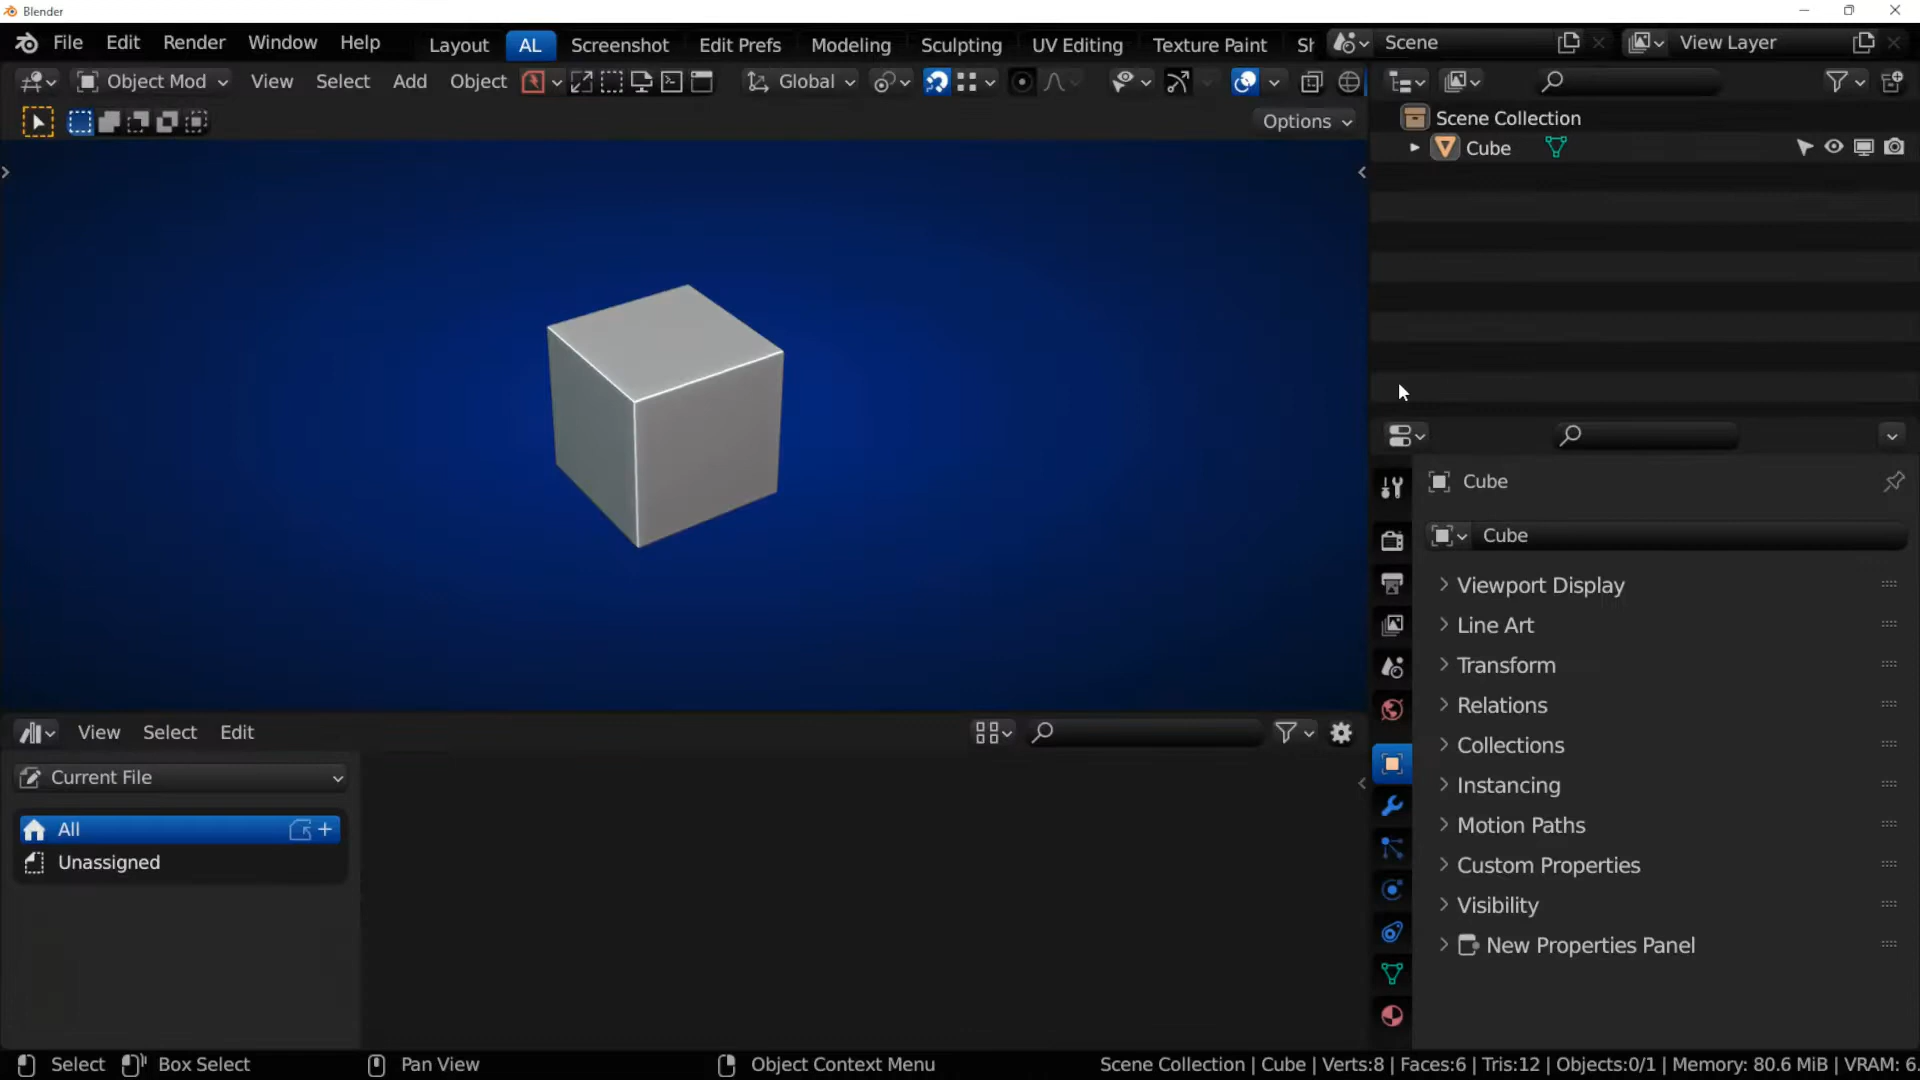 Blender
File Edit Render Window Help Layout AL Screenshot Edit Prefs Modeling Sculpting UV Editing Texture Paint Sh Scene View Layer
Object Mod View Select Add Object Global
Options
Scene Collection
Cube
Cube
Cube
Viewport Display
Line Art
Transform
Relations
Collections
Instancing
Motion Paths
Custom Properties
Visibility
New Properties Panel
View Select Edit
Current File
All
Unassigned
Select Box Select Pan View Object Context Menu Scene Collection | Cube | Verts:8 | Faces:6 | Tris:12 | Objects:0/1 | Memory: 80.6 MiB | VRAM: 6.